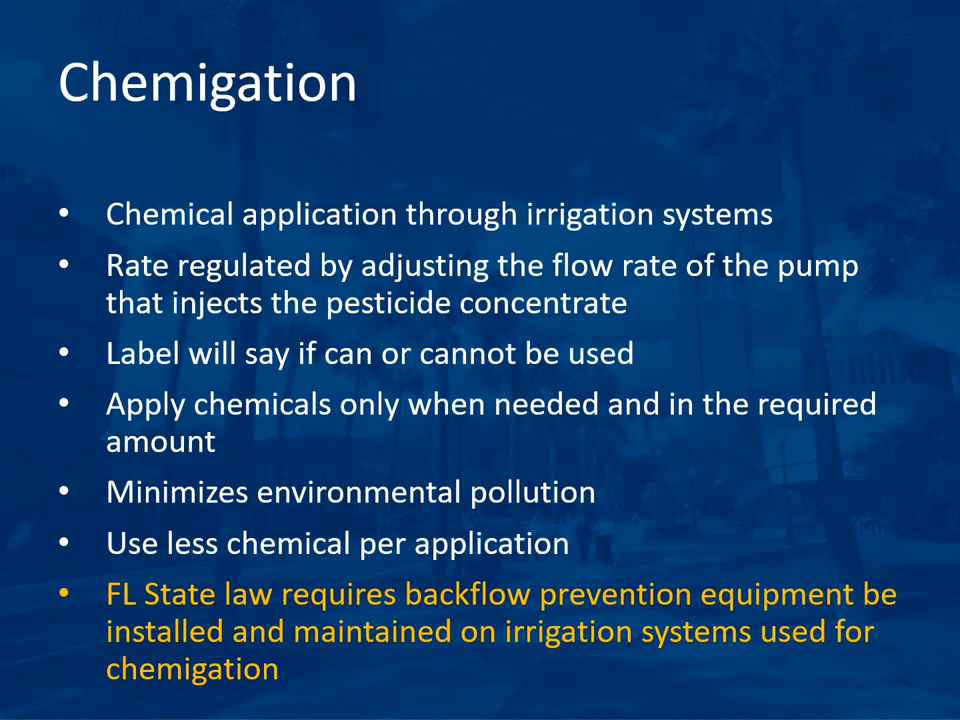 Chemigation
• Chemical application through irrigation systems
• Rate regulated by adjusting the flow rate of the pump
that injects the pesticide concentrate
• Label will say if can or cannot be used
• Apply chemicals only when needed and in the required
amount
• Minimizes environmental pollution
• Use less chemical per application
• FL State law requires backflow prevention equipment be
installed and maintained on irrigation systems used for
chemigation